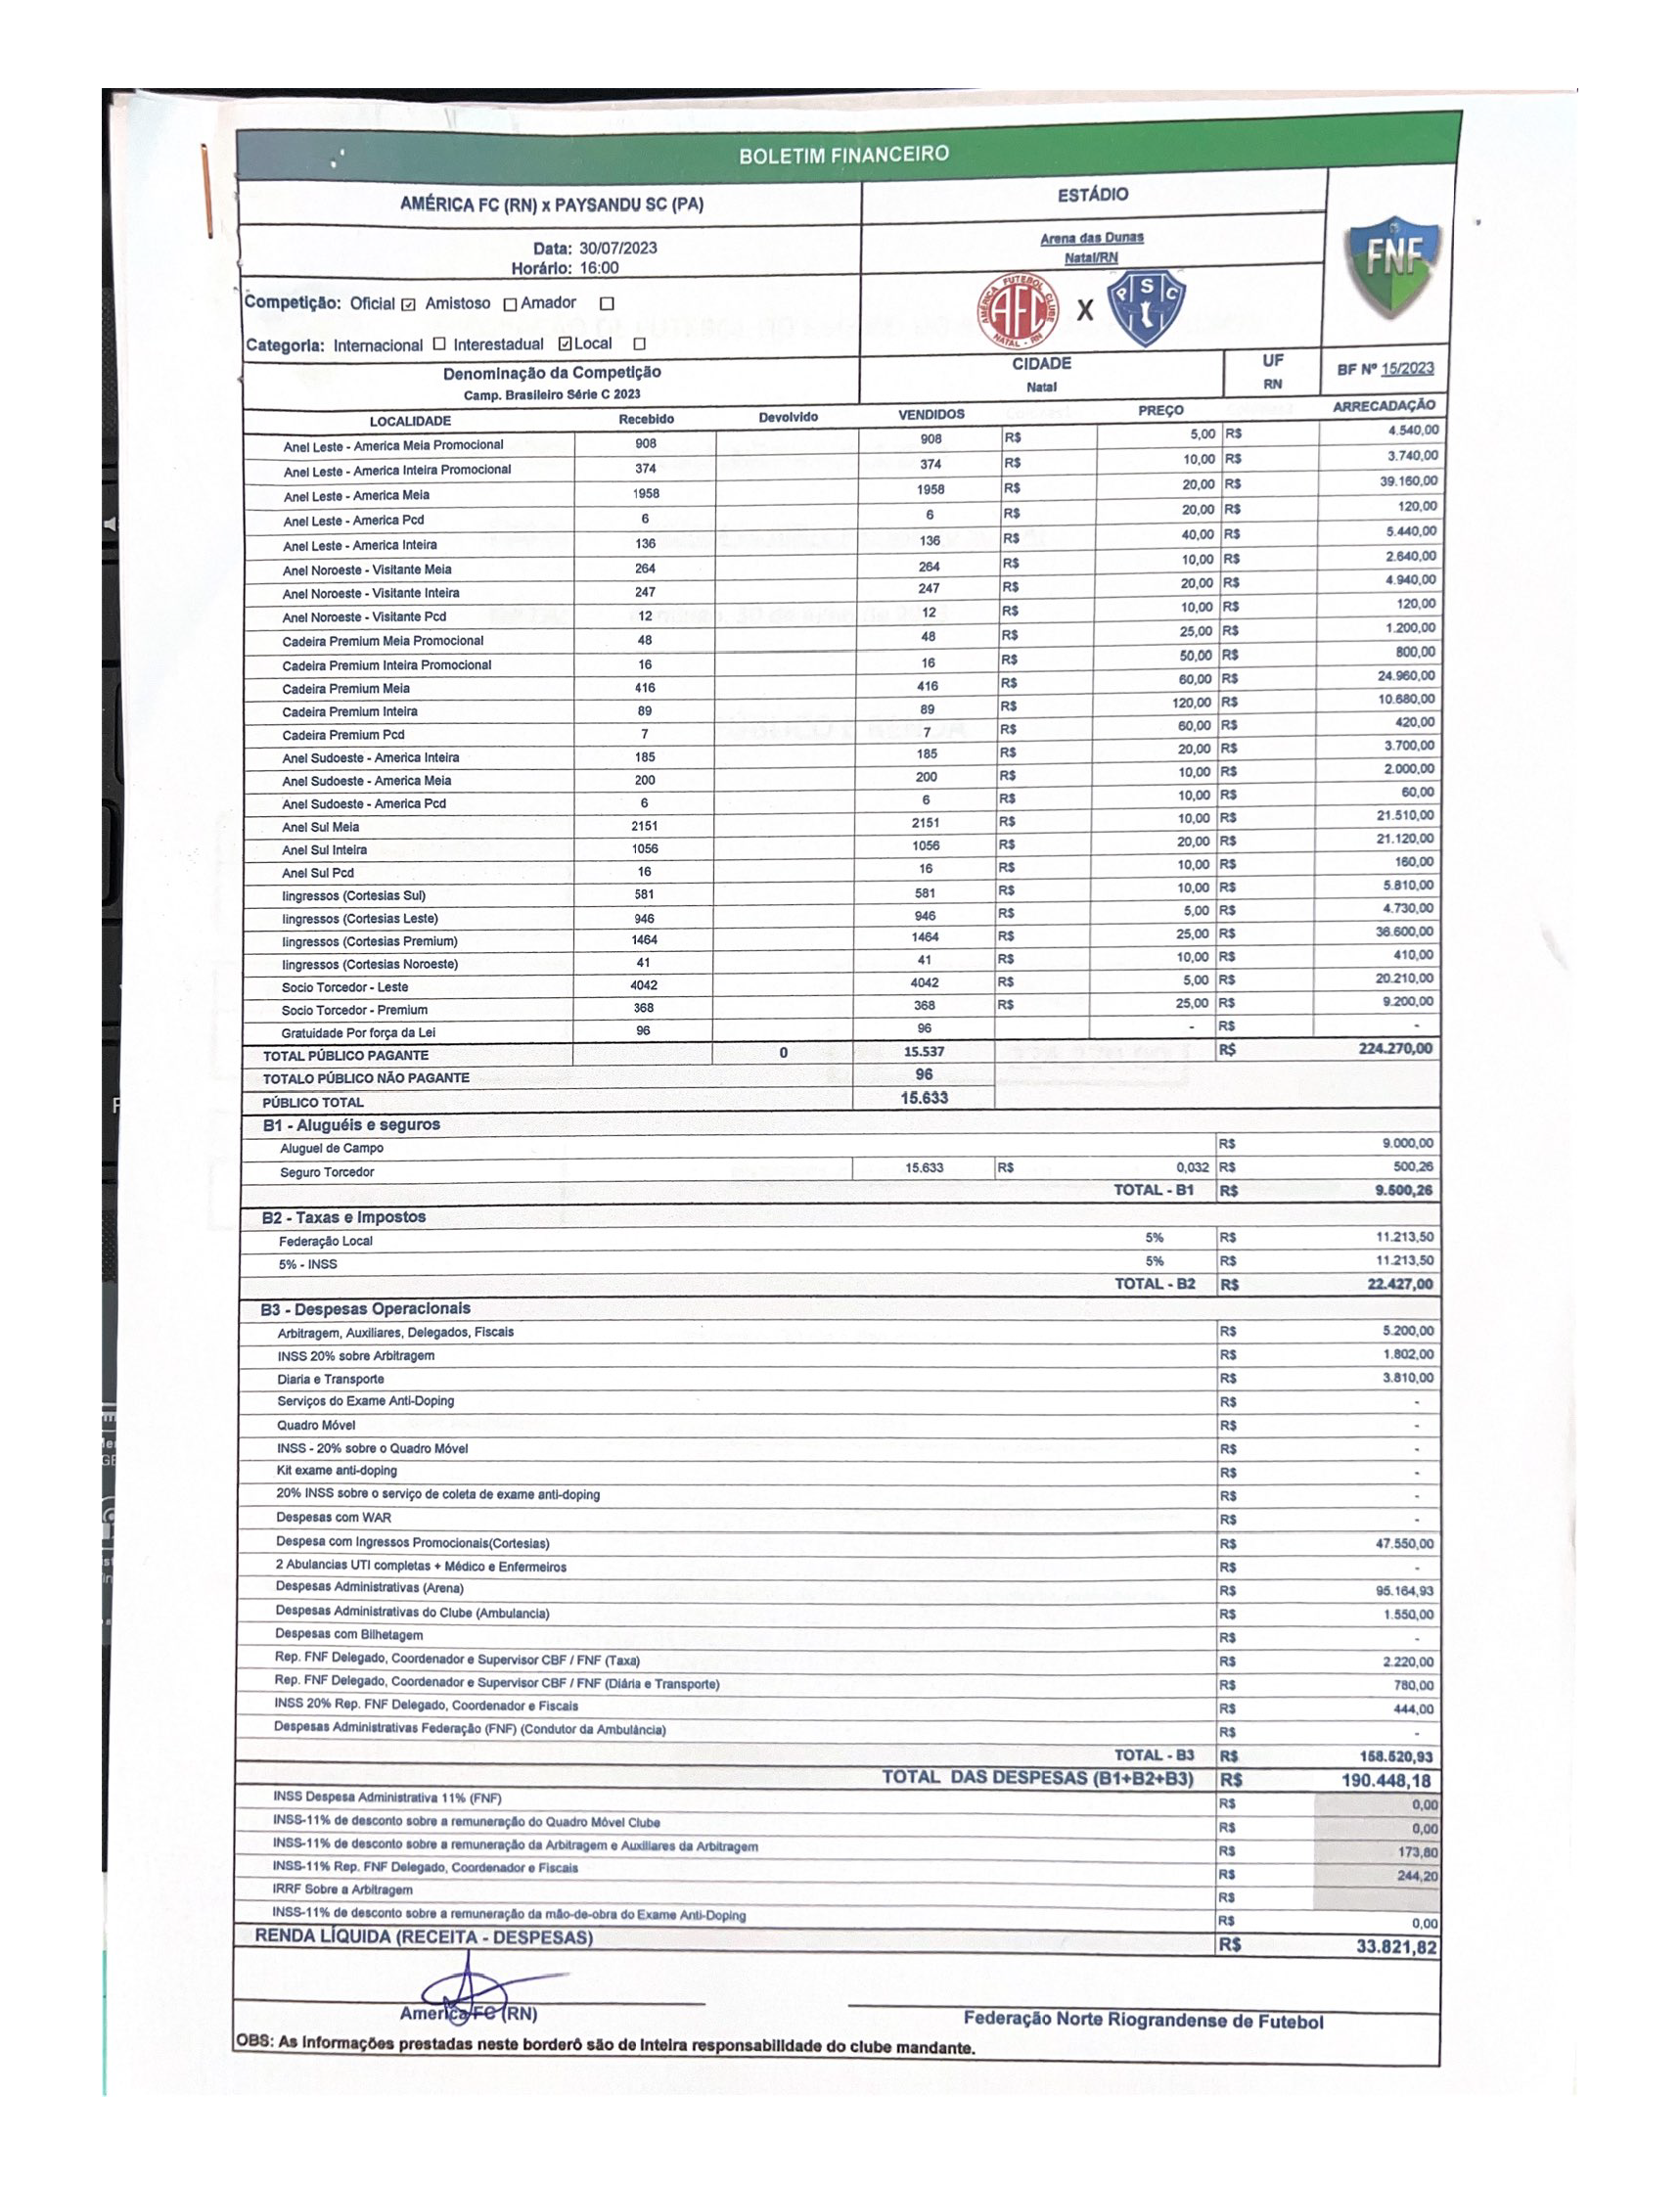 BOLETIM FINANCEIRO
AMÉRICA FC (RN) x PAYSANDU SC (PA)
ESTÁDIO
Data: 30/07/2023
Horário: 16:00
Arena das Dunas
Natal/RN
FNF
Competição: Oficial ☑ Amistoso ☐ Amador ☐
AMÉRICA FUTEBOL CLUBE AFC NATAL - RN X PSC
Categoria: Internacional ☐ Interestadual ☑ Local ☐
Denominação da Competição
Camp. Brasileiro Série C 2023
CIDADE
Natal
UF
RN
BF Nº 15/2023
LOCALIDADE Recebido Devolvido VENDIDOS PREÇO ARRECADAÇÃO
Anel Leste - America Meia Promocional 908 908 R$ 5,00 R$ 4.540,00
Anel Leste - America Inteira Promocional 374 374 R$ 10,00 R$ 3.740,00
Anel Leste - America Meia 1958 1958 R$ 20,00 R$ 39.160,00
Anel Leste - America Pcd 6 6 R$ 20,00 R$ 120,00
Anel Leste - America Inteira 136 136 R$ 40,00 R$ 5.440,00
Anel Noroeste - Visitante Meia 264 264 R$ 10,00 R$ 2.640,00
Anel Noroeste - Visitante Inteira 247 247 R$ 20,00 R$ 4.940,00
Anel Noroeste - Visitante Pcd 12 12 R$ 10,00 R$ 120,00
Cadeira Premium Meia Promocional 48 48 R$ 25,00 R$ 1.200,00
Cadeira Premium Inteira Promocional 16 16 R$ 50,00 R$ 800,00
Cadeira Premium Meia 416 416 R$ 60,00 R$ 24.960,00
Cadeira Premium Inteira 89 89 R$ 120,00 R$ 10.680,00
Cadeira Premium Pcd 7 7 R$ 60,00 R$ 420,00
Anel Sudoeste - America Inteira 185 185 R$ 20,00 R$ 3.700,00
Anel Sudoeste - America Meia 200 200 R$ 10,00 R$ 2.000,00
Anel Sudoeste - America Pcd 6 6 R$ 10,00 R$ 60,00
Anel Sul Meia 2151 2151 R$ 10,00 R$ 21.510,00
Anel Sul Inteira 1056 1056 R$ 20,00 R$ 21.120,00
Anel Sul Pcd 16 16 R$ 10,00 R$ 160,00
Iingressos (Cortesias Sul) 581 581 R$ 10,00 R$ 5.810,00
Iingressos (Cortesias Leste) 946 946 R$ 5,00 R$ 4.730,00
Iingressos (Cortesias Premium) 1464 1464 R$ 25,00 R$ 36.600,00
Iingressos (Cortesias Noroeste) 41 41 R$ 10,00 R$ 410,00
Socio Torcedor - Leste 4042 4042 R$ 5,00 R$ 20.210,00
Socio Torcedor - Premium 368 368 R$ 25,00 R$ 9.200,00
Gratuidade Por força da Lei 96 96 - R$ -
TOTAL PÚBLICO PAGANTE 0 15.537 R$ 224.270,00
TOTALO PÚBLICO NÃO PAGANTE 96
PÚBLICO TOTAL 15.633
B1 - Aluguéis e seguros
Aluguel de Campo R$ 9.000,00
Seguro Torcedor 15.633 R$ 0,032 R$ 500,26
TOTAL - B1 R$ 9.500,26
B2 - Taxas e Impostos
Federação Local 5% R$ 11.213,50
5% - INSS 5% R$ 11.213,50
TOTAL - B2 R$ 22.427,00
B3 - Despesas Operacionais
Arbitragem, Auxiliares, Delegados, Fiscais R$ 5.200,00
INSS 20% sobre Arbitragem R$ 1.802,00
Diaria e Transporte R$ 3.810,00
Serviços do Exame Anti-Doping R$ -
Quadro Móvel R$ -
INSS - 20% sobre o Quadro Móvel R$ -
Kit exame anti-doping R$ -
20% INSS sobre o serviço de coleta de exame anti-doping R$ -
Despesas com WAR R$ -
Despesa com Ingressos Promocionais(Cortesias) R$ 47.550,00
2 Abulancias UTI completas + Médico e Enfermeiros R$ -
Despesas Administrativas (Arena) R$ 95.164,93
Despesas Administrativas do Clube (Ambulancia) R$ 1.550,00
Despesas com Bilhetagem R$ -
Rep. FNF Delegado, Coordenador e Supervisor CBF / FNF (Taxa) R$ 2.220,00
Rep. FNF Delegado, Coordenador e Supervisor CBF / FNF (Diária e Transporte) R$ 780,00
INSS 20% Rep. FNF Delegado, Coordenador e Fiscais R$ 444,00
Despesas Administrativas Federação (FNF) (Condutor da Ambulância) R$ -
TOTAL - B3 R$ 158.520,93
TOTAL DAS DESPESAS (B1+B2+B3) R$ 190.448,18
INSS Despesa Administrativa 11% (FNF) R$ 0,00
INSS-11% de desconto sobre a remuneração do Quadro Móvel Clube R$ 0,00
INSS-11% de desconto sobre a remuneração da Arbitragem e Auxiliares da Arbitragem R$ 173,80
INSS-11% Rep. FNF Delegado, Coordenador e Fiscais R$ 244,20
IRRF Sobre a Arbitragem R$
INSS-11% de desconto sobre a remuneração da mão-de-obra do Exame Anti-Doping R$ 0,00
RENDA LÍQUIDA (RECEITA - DESPESAS) R$ 33.821,82
America FC (RN)
Federação Norte Riograndense de Futebol
OBS: As informações prestadas neste borderô são de inteira responsabilidade do clube mandante.